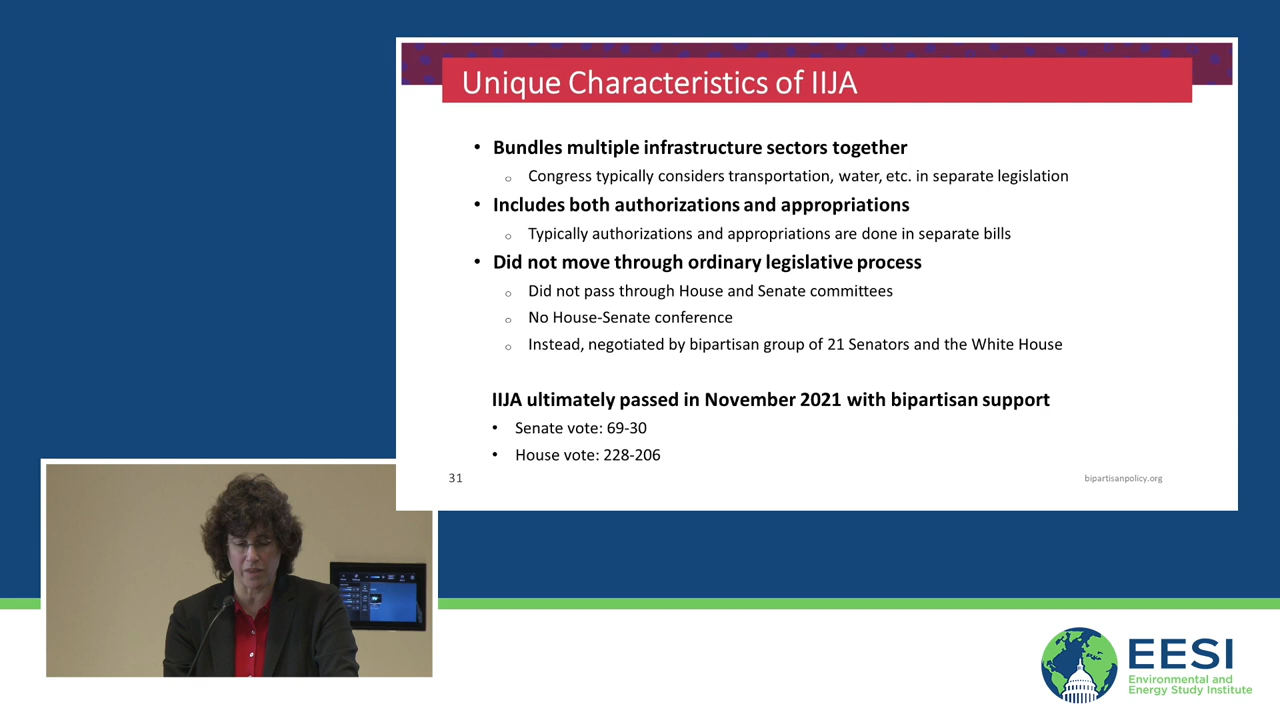 Unique Characteristics of IIJA
• Bundles multiple infrastructure sectors together
○ Congress typically considers transportation, water, etc. in separate legislation
• Includes both authorizations and appropriations
○ Typically authorizations and appropriations are done in separate bills
• Did not move through ordinary legislative process
○ Did not pass through House and Senate committees
○ No House-Senate conference
○ Instead, negotiated by bipartisan group of 21 Senators and the White House
IIJA ultimately passed in November 2021 with bipartisan support
• Senate vote: 69-30
• House vote: 228-206
31
bipartisanpolicy.org
EESI
Environmental and
Energy Study Institute